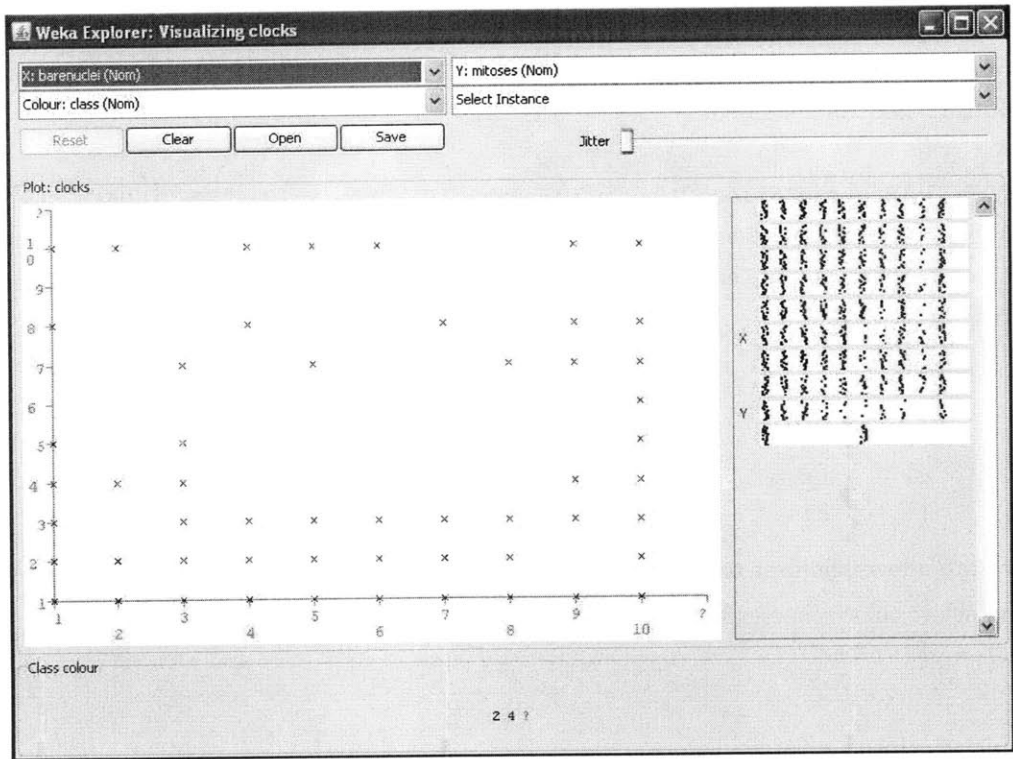 Weka Explorer: Visualizing clocks
X: barenuclei (Nom) Y: mitoses (Nom)
Colour: class (Nom) Select Instance
Reset Clear Open Save Jitter
Plot: clocks
?
10
9
8
7
6
5
4
3
2
1
1 2 3 4 5 6 7 8 9 10 ?
X
Y
Class colour
2 4 ?